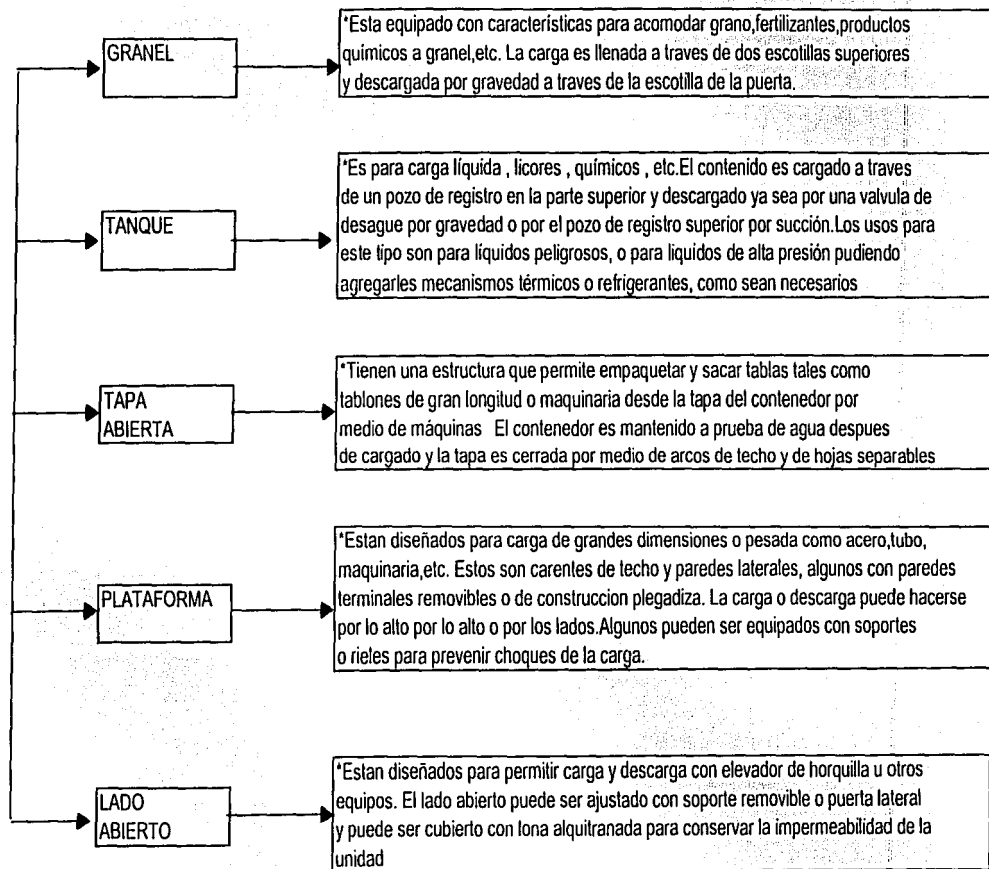 GRANEL
*Esta equipado con características para acomodar grano,fertilizantes,productos
químicos a granel,etc. La carga es llenada a traves de dos escotillas superiores
y descargada por gravedad a traves de la escotilla de la puerta.
TANQUE
*Es para carga líquida , licores , químicos , etc.El contenido es cargado a traves
de un pozo de registro en la parte superior y descargado ya sea por una valvula de
desague por gravedad o por el pozo de registro superior por succión.Los usos para
este tipo son para líquidos peligrosos, o para liquidos de alta presión pudiendo
agregarles mecanismos térmicos o refrigerantes, como sean necesarios
TAPA
ABIERTA
*Tienen una estructura que permite empaquetar y sacar tablas tales como
tablones de gran longitud o maquinaria desde la tapa del contenedor por
medio de máquinas El contenedor es mantenido a prueba de agua despues
de cargado y la tapa es cerrada por medio de arcos de techo y de hojas separables
PLATAFORMA
*Estan diseñados para carga de grandes dimensiones o pesada como acero,tubo,
maquinaria,etc. Estos son carentes de techo y paredes laterales, algunos con paredes
terminales removibles o de construccion plegadiza. La carga o descarga puede hacerse
por lo alto por lo alto o por los lados.Algunos pueden ser equipados con soportes
o rieles para prevenir choques de la carga.
LADO
ABIERTO
*Estan diseñados para permitir carga y descarga con elevador de horquilla u otros
equipos. El lado abierto puede ser ajustado con soporte removible o puerta lateral
y puede ser cubierto con lona alquitranada para conservar la impermeabilidad de la
unidad